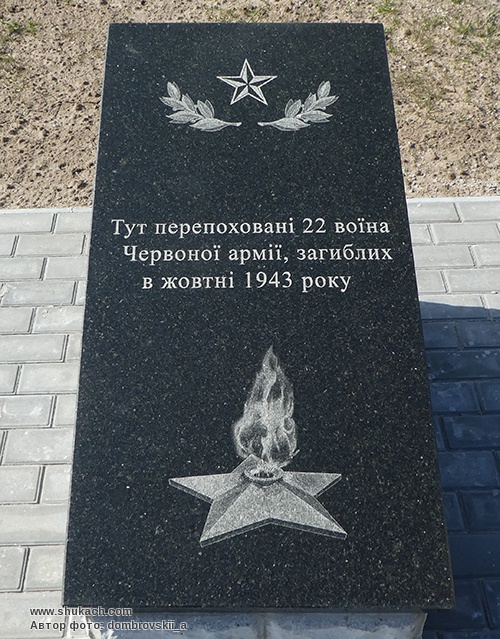 Тут перепоховані 22 воїна
Червоної армії, загиблих
в жовтні 1943 року
www.shukach.com
Автор фото- dombrovskii_a